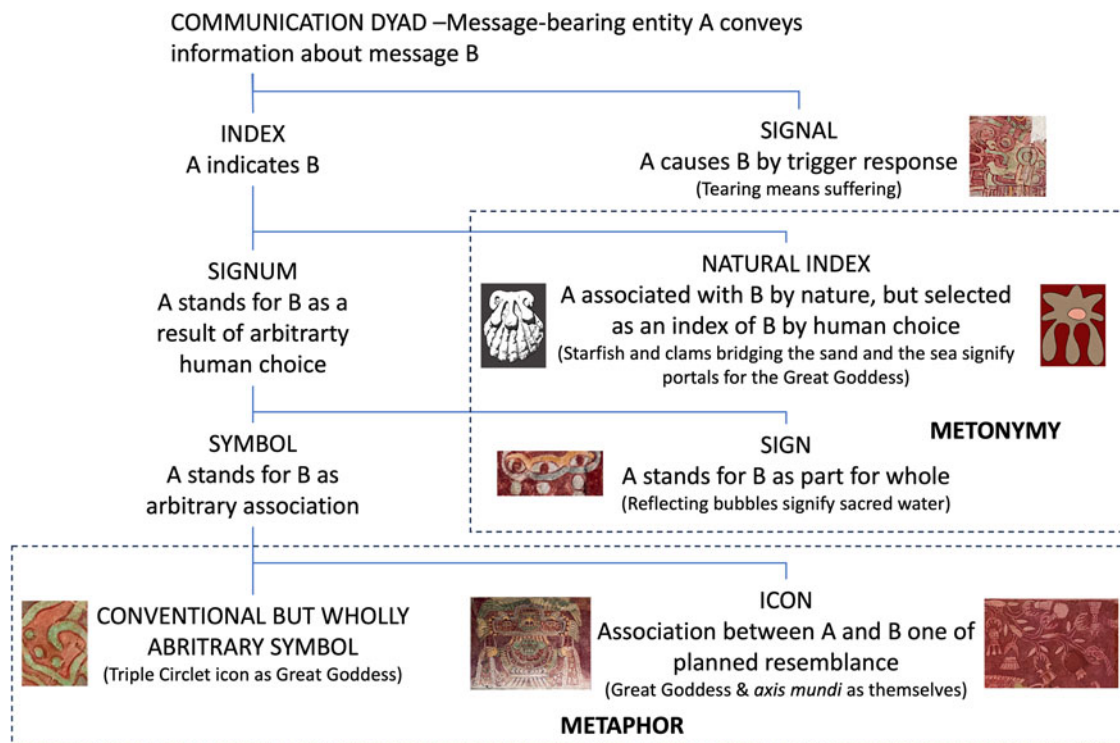 COMMUNICATION DYAD –Message-bearing entity A conveys
information about message B
INDEX
A indicates B
SIGNAL
A causes B by trigger response
(Tearing means suffering)
SIGNUM
A stands for B as a
result of arbitrarty
human choice
NATURAL INDEX
A associated with B by nature, but selected
as an index of B by human choice
(Starfish and clams bridging the sand and the sea signify
portals for the Great Goddess)
METONYMY
SYMBOL
A stands for B as
arbitrary association
SIGN
A stands for B as part for whole
(Reflecting bubbles signify sacred water)
CONVENTIONAL BUT WHOLLY
ABRITRARY SYMBOL
(Triple Circlet icon as Great Goddess)
ICON
Association between A and B one of
planned resemblance
(Great Goddess & axis mundi as themselves)
METAPHOR